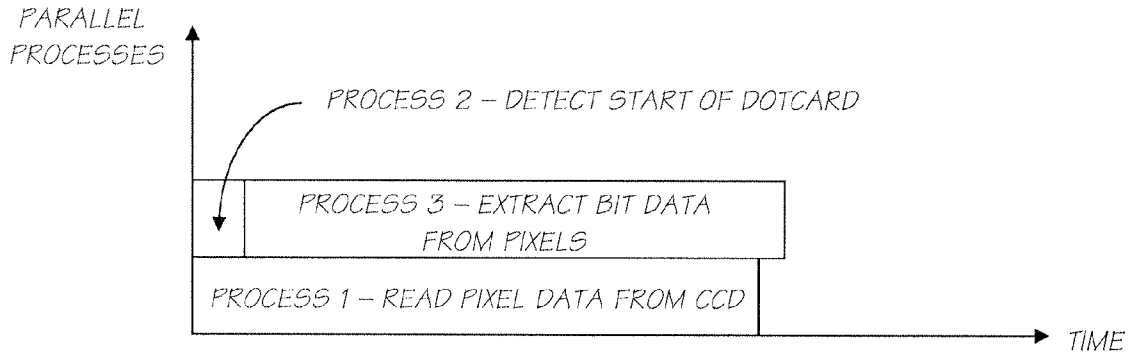 PARALLEL
PROCESSES
PROCESS 2 – DETECT START OF DOTCARD
PROCESS 3 – EXTRACT BIT DATA
FROM PIXELS
PROCESS 1 – READ PIXEL DATA FROM CCD
TIME